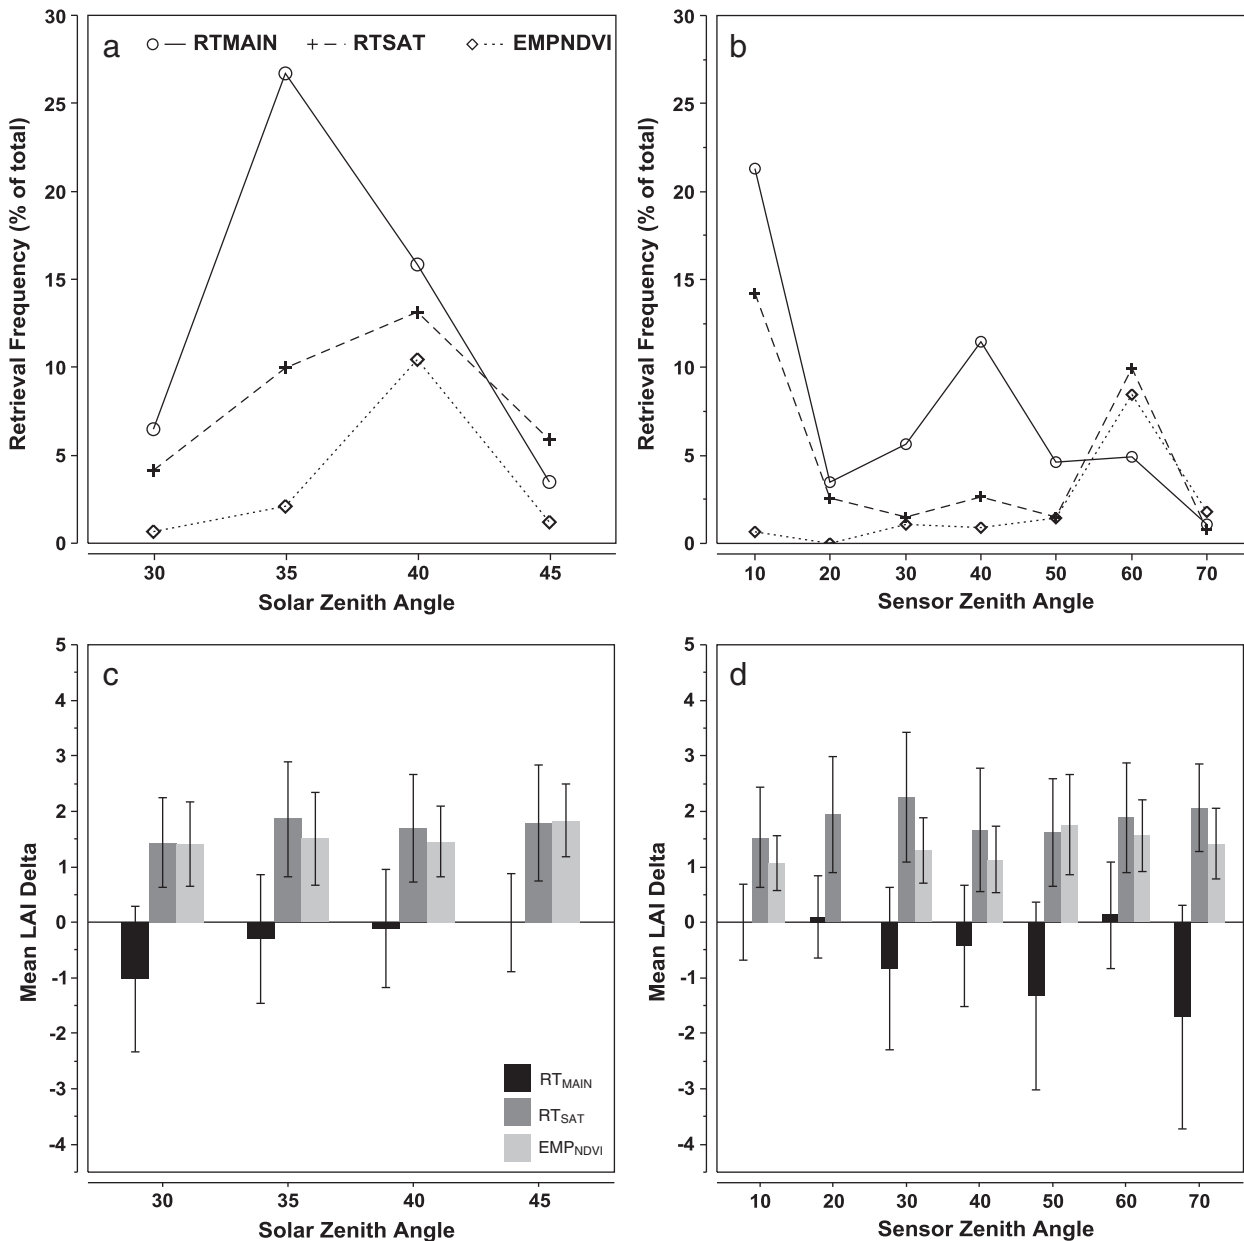 a
RTMAIN
RTSAT
EMPNDVI
30
25
20
15
10
5
0
Retrieval Frequency (% of total)
30 35 40 45
Solar Zenith Angle
b
30
25
20
15
10
5
0
Retrieval Frequency (% of total)
10 20 30 40 50 60 70
Sensor Zenith Angle
c
5
4
3
2
1
0
-1
-2
-3
-4
Mean LAI Delta
RTMAIN
RTSAT
EMPNDVI
30 35 40 45
Solar Zenith Angle
d
5
4
3
2
1
0
-1
-2
-3
-4
Mean LAI Delta
10 20 30 40 50 60 70
Sensor Zenith Angle